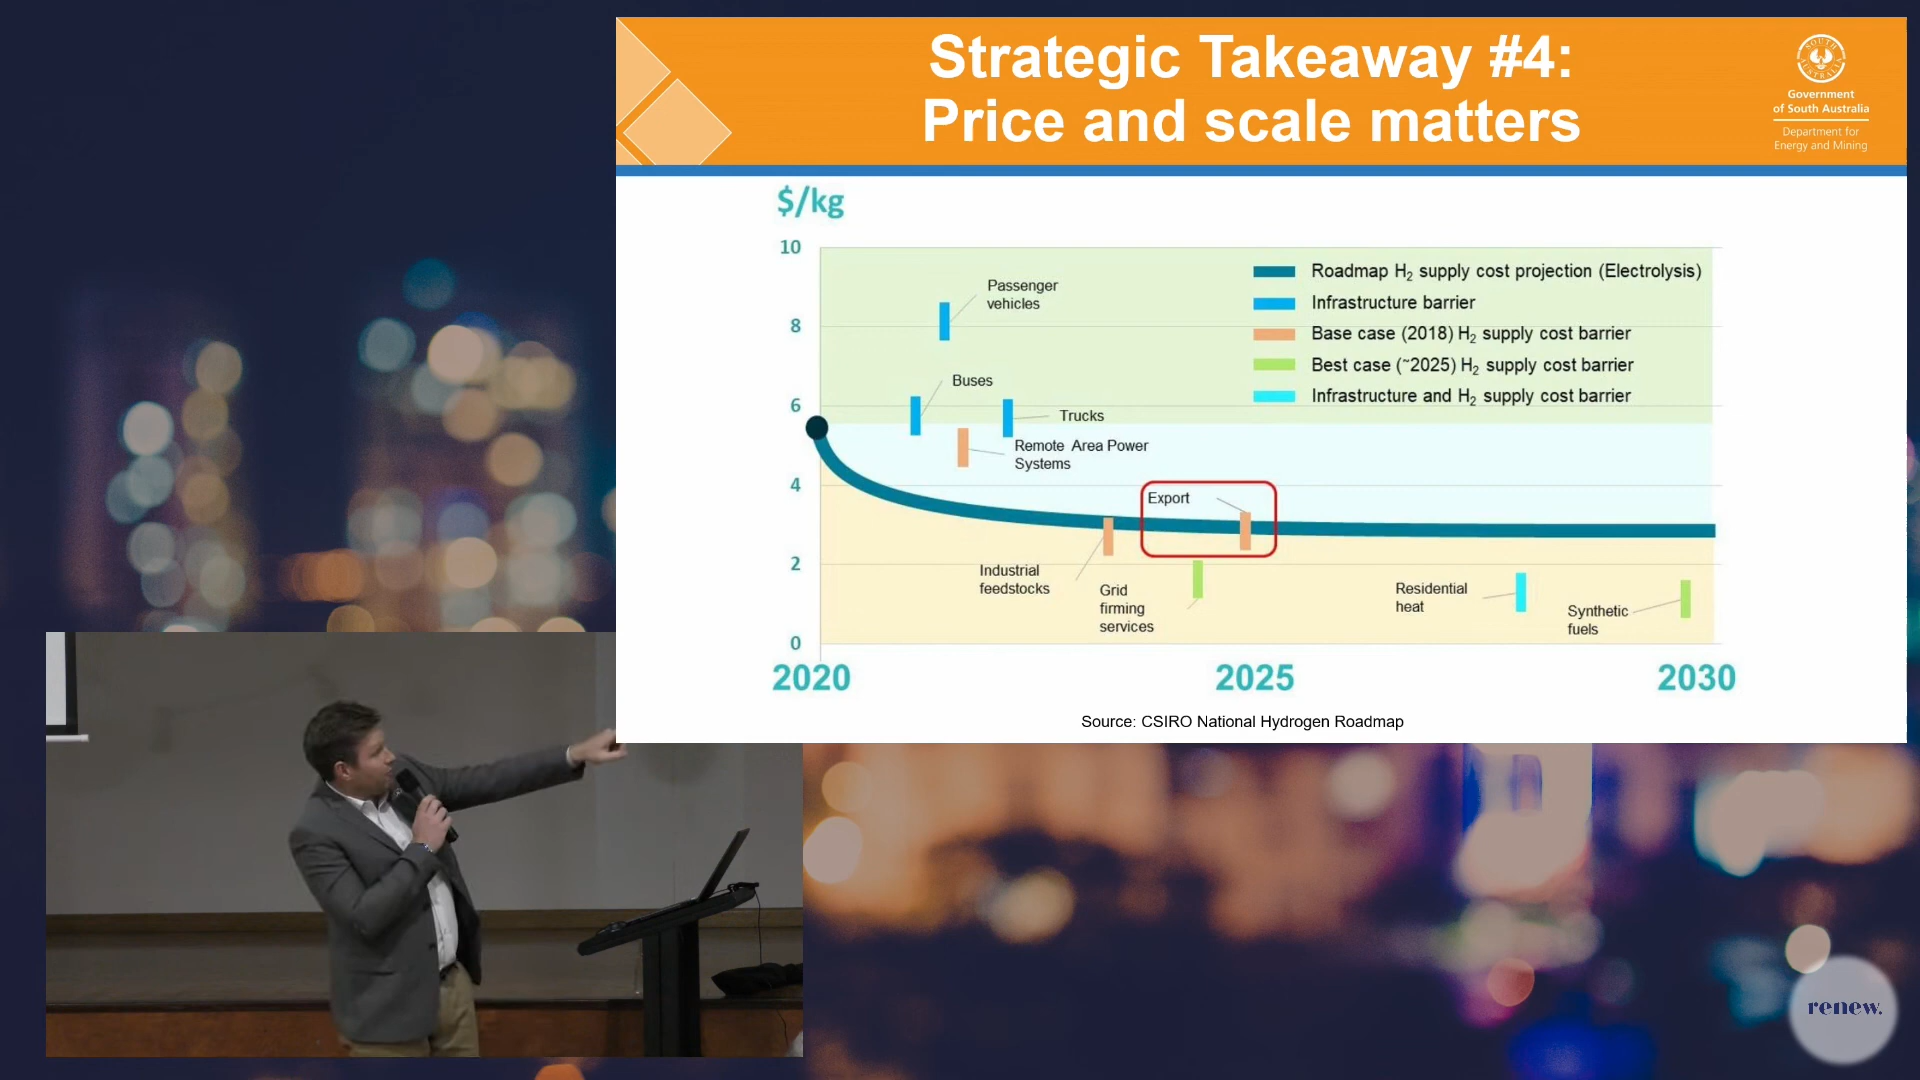 Strategic Takeaway #4:
Price and scale matters
SOUTH AUSTRALIA
Government
of South Australia
Department for
Energy and Mining
$/kg
10
8
6
4
2
0
Roadmap H₂ supply cost projection (Electrolysis)
Infrastructure barrier
Base case (2018) H₂ supply cost barrier
Best case (~2025) H₂ supply cost barrier
Infrastructure and H₂ supply cost barrier
Passenger
vehicles
Buses
Trucks
Remote Area Power
Systems
Export
Industrial
feedstocks
Grid
firming
services
Residential
heat
Synthetic
fuels
2020
2025
2030
Source: CSIRO National Hydrogen Roadmap
renew.